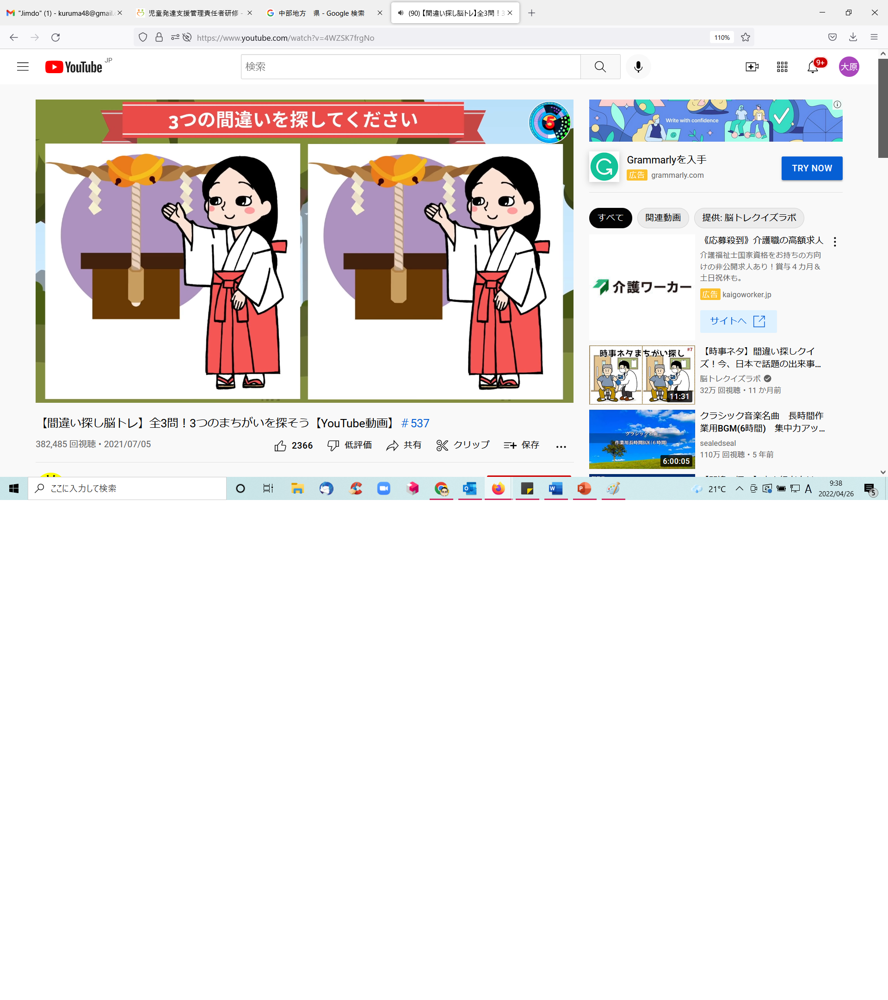 "Jimdo" (1) - kuruma48@gmail.c
児童発達支援管理責任者研修 -
中部地方　県 - Google 検索
(90) 【間違い探し脳トレ】全3問！3
https://www.youtube.com/watch?v=4WZSK7frgNo
110%
YouTube JP
検索
9+
大原
3つの間違いを探してください
5
Write with confidence
Grammarlyを入手
広告 grammarly.com
TRY NOW
すべて
関連動画
提供: 脳トレクイズラボ
《応募殺到》介護職の高額求人
介護福祉士国家資格をお持ちの方向
けの非公開求人あり！賞与４カ月＆
土日祝休も。
介護ワーカー
広告 kaigoworker.jp
サイトへ
時事ネタまちがい探し #7
11:31
【時事ネタ】間違い探しクイ
ズ！今、日本で話題の出来事...
脳トレクイズラボ
32万 回視聴・11 か月前
クラシック名曲
作業用長時間BGM(６時間)
6:00:05
クラシック音楽名曲　長時間作
業用BGM(6時間)　集中力アッ...
sealedseal
110万 回視聴・5 年前
【間違い探し脳トレ】全3問！3つのまちがいを探そう【YouTube動画】＃537
382,485 回視聴・2021/07/05
2366
低評価
共有
クリップ
保存
ここに入力して検索
21°C
A
9:38
2022/04/26
5